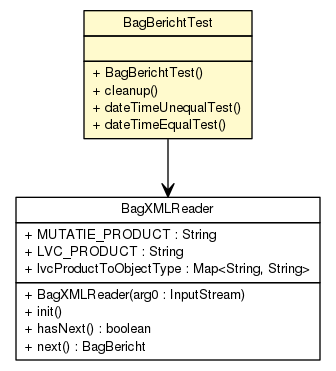 BagBerichtTest
+ BagBerichtTest()
+ cleanup()
+ dateTimeUnequalTest()
+ dateTimeEqualTest()
BagXMLReader
+ MUTATIE_PRODUCT : String
+ LVC_PRODUCT : String
+ lvcProductToObjectType : Map<String, String>
+ BagXMLReader(arg0 : InputStream)
+ init()
+ hasNext() : boolean
+ next() : BagBericht